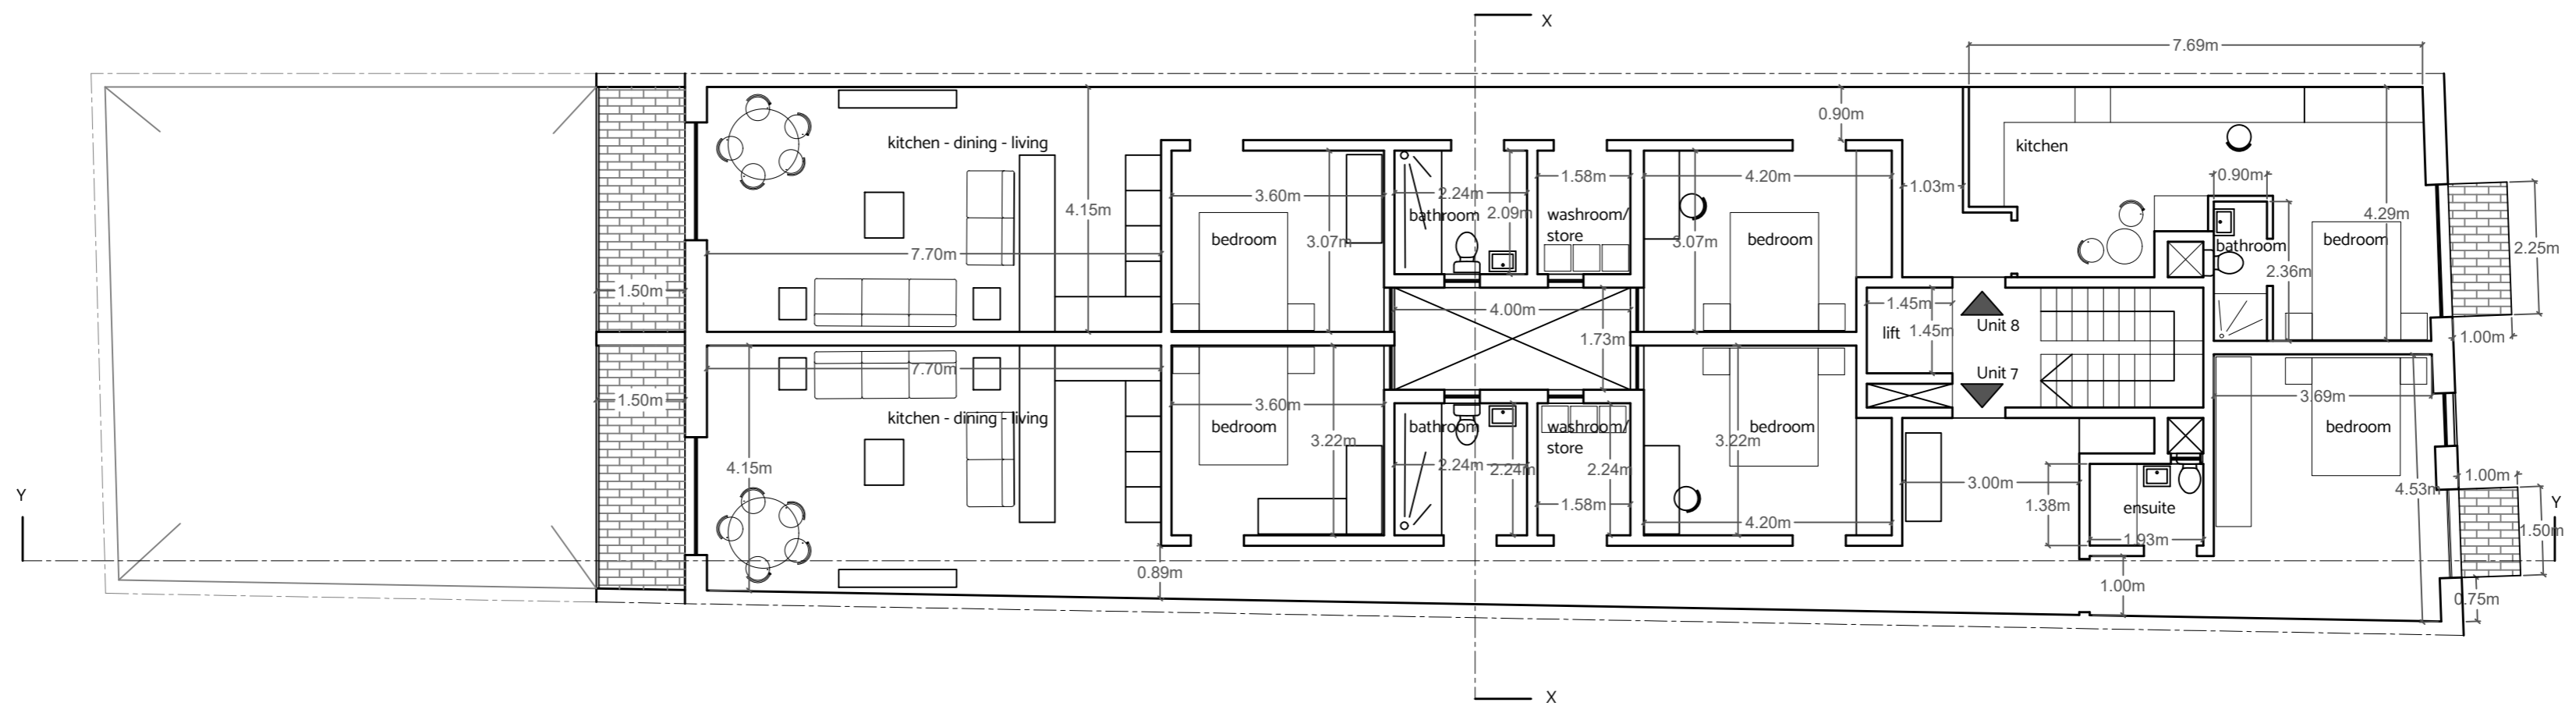 X
7.69m
0.90m
kitchen - dining - living
kitchen
4.15m
3.60m
2.24m
2.09m
1.58m
4.20m
1.03m
0.90m
4.29m
bathroom
washroom/
store
bedroom
3.07m
bedroom
3.07m
bathroom
bedroom
2.36m
2.25m
7.70m
1.50m
4.00m
1.73m
1.45m
lift
1.45m
Unit 8
1.00m
7.70m
1.50m
Unit 7
3.60m
3.69m
kitchen - dining - living
bedroom
3.22m
bathroom
washroom/
store
bedroom
3.22m
bedroom
4.15m
2.24m
2.24m
2.24m
1.58m
4.20m
3.00m
1.38m
ensuite
1.93m
1.00m
4.53m
Y
Y
1.50m
0.89m
1.00m
0.75m
X